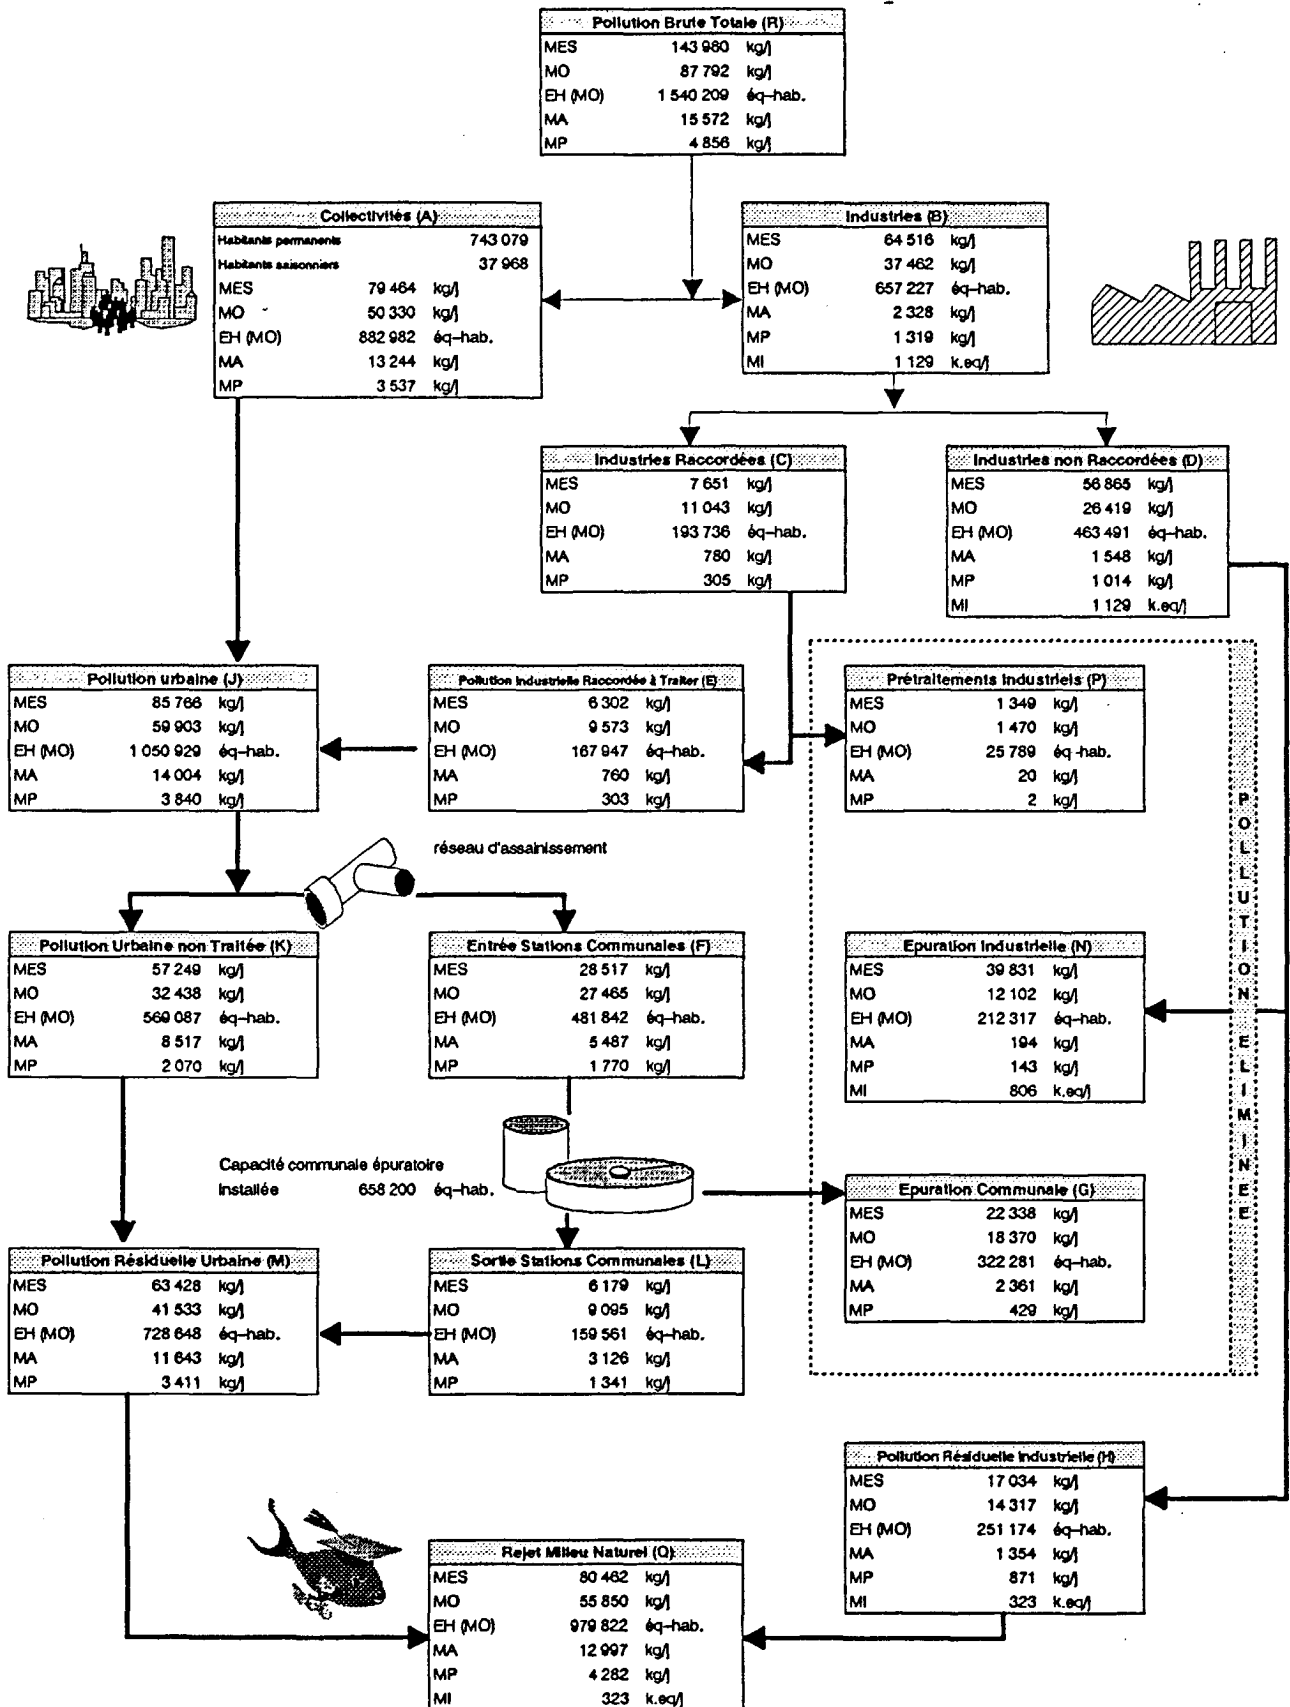 Pollution Brute Totale (R)
MES 143 980 kg/j
MO 87 792 kg/j
EH (MO) 1 540 209 éq-hab.
MA 15 572 kg/j
MP 4 856 kg/j
Collectivités (A)
Habitants permanents 743 079
Habitants saisonniers 37 968
MES 79 464 kg/j
MO 50 330 kg/j
EH (MO) 882 982 éq-hab.
MA 13 244 kg/j
MP 3 537 kg/j
Industries (B)
MES 64 516 kg/j
MO 37 462 kg/j
EH (MO) 657 227 éq-hab.
MA 2 328 kg/j
MP 1 319 kg/j
MI 1 129 k.eq/j
Industries Raccordées (C)
MES 7 651 kg/j
MO 11 043 kg/j
EH (MO) 193 736 éq-hab.
MA 780 kg/j
MP 305 kg/j
Industries non Raccordées (D)
MES 56 865 kg/j
MO 26 419 kg/j
EH (MO) 463 491 éq-hab.
MA 1 548 kg/j
MP 1 014 kg/j
MI 1 129 k.eq/j
Pollution urbaine (J)
MES 85 766 kg/j
MO 59 903 kg/j
EH (MO) 1 050 929 éq-hab.
MA 14 004 kg/j
MP 3 840 kg/j
Pollution Industrielle Raccordée à Traiter (E)
MES 6 302 kg/j
MO 9 573 kg/j
EH (MO) 167 947 éq-hab.
MA 760 kg/j
MP 303 kg/j
Prétraitements Industriels (P)
MES 1 349 kg/j
MO 1 470 kg/j
EH (MO) 25 789 éq-hab.
MA 20 kg/j
MP 2 kg/j
POLLUTION ELIMINEE
réseau d'assainissement
Pollution Urbaine non Traitée (K)
MES 57 249 kg/j
MO 32 438 kg/j
EH (MO) 569 087 éq-hab.
MA 8 517 kg/j
MP 2 070 kg/j
Entrée Stations Communales (F)
MES 28 517 kg/j
MO 27 465 kg/j
EH (MO) 481 842 éq-hab.
MA 5 487 kg/j
MP 1 770 kg/j
Epuration Industrielle (N)
MES 39 831 kg/j
MO 12 102 kg/j
EH (MO) 212 317 éq-hab.
MA 194 kg/j
MP 143 kg/j
MI 806 k.eq/j
Capacité communale épuratoire
installée 658 200 éq-hab.
Epuration Communale (G)
MES 22 338 kg/j
MO 18 370 kg/j
EH (MO) 322 281 éq-hab.
MA 2 361 kg/j
MP 429 kg/j
Pollution Résiduelle Urbaine (M)
MES 63 428 kg/j
MO 41 533 kg/j
EH (MO) 728 648 éq-hab.
MA 11 643 kg/j
MP 3 411 kg/j
Sortie Stations Communales (L)
MES 6 179 kg/j
MO 9 095 kg/j
EH (MO) 159 561 éq-hab.
MA 3 126 kg/j
MP 1 341 kg/j
Pollution Résiduelle Industrielle (H)
MES 17 034 kg/j
MO 14 317 kg/j
EH (MO) 251 174 éq-hab.
MA 1 354 kg/j
MP 871 kg/j
MI 323 k.eq/j
Rejet Milieu Naturel (Q)
MES 80 462 kg/j
MO 55 850 kg/j
EH (MO) 979 822 éq-hab.
MA 12 997 kg/j
MP 4 282 kg/j
MI 323 k.eq/j